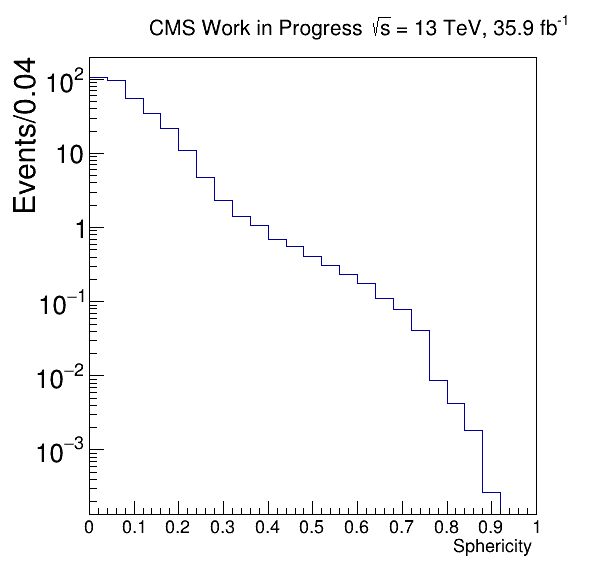 CMS Work in Progress √s = 13 TeV, 35.9 fb⁻¹
Events/0.04
10²
10
1
10⁻¹
10⁻²
10⁻³
0 0.1 0.2 0.3 0.4 0.5 0.6 0.7 0.8 0.9 1
Sphericity